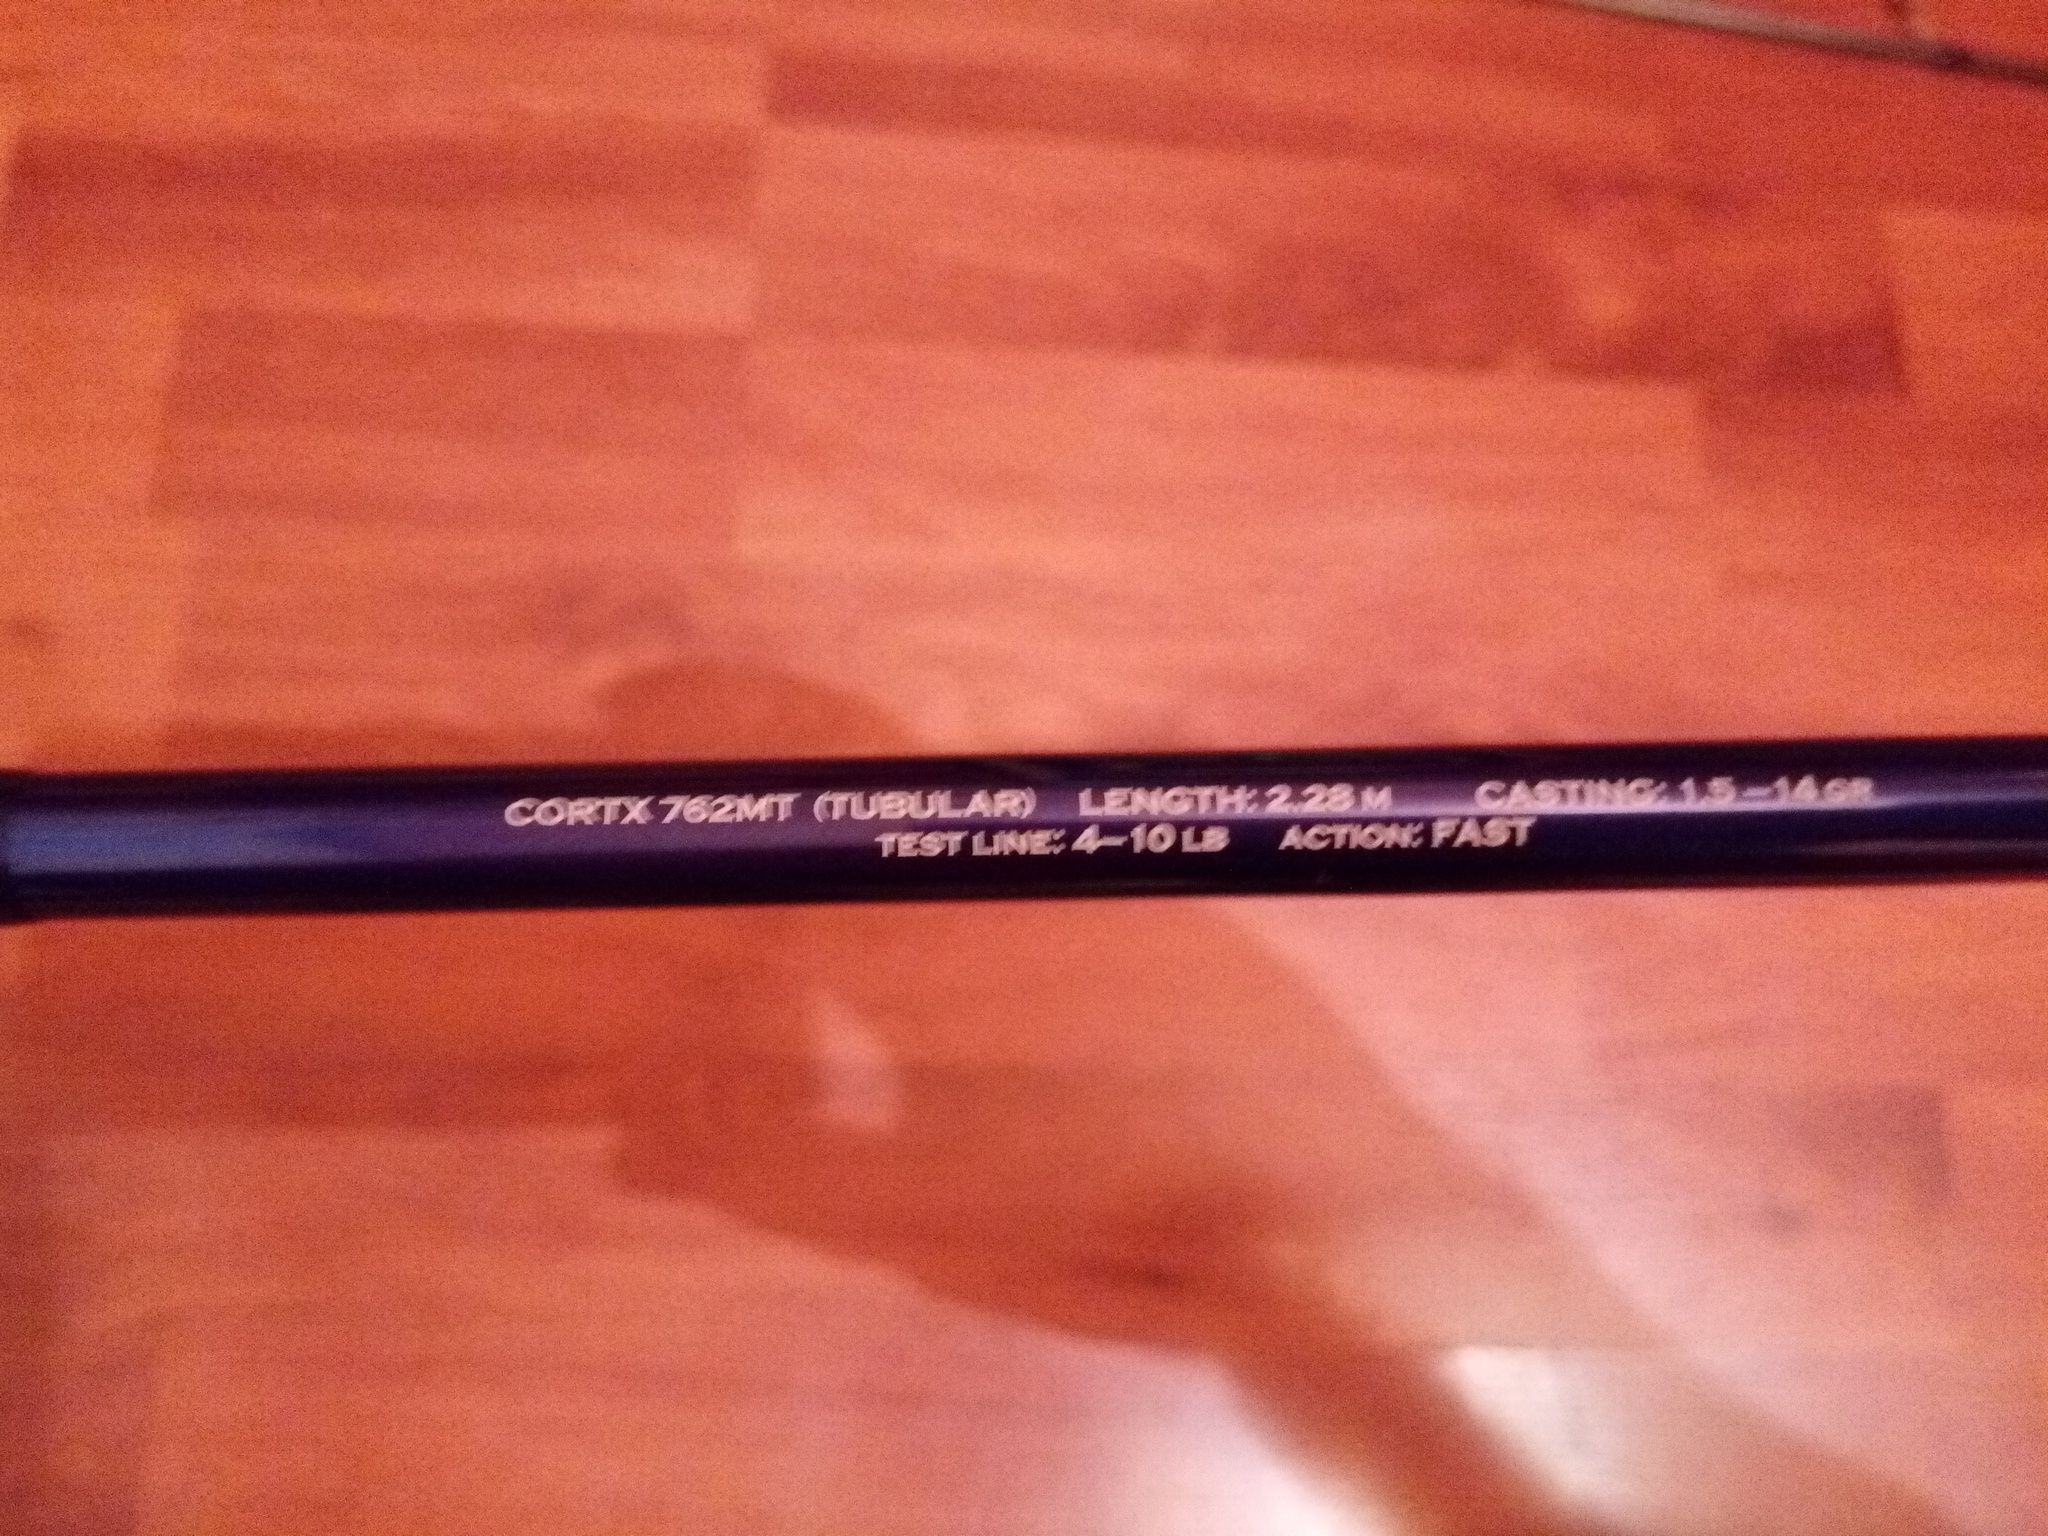 CORTX 762MT (TUBULAR) LENGTH: 2.28 M CASTING: 1.5-14 GR
TEST LINE: 4-10 LB ACTION: FAST